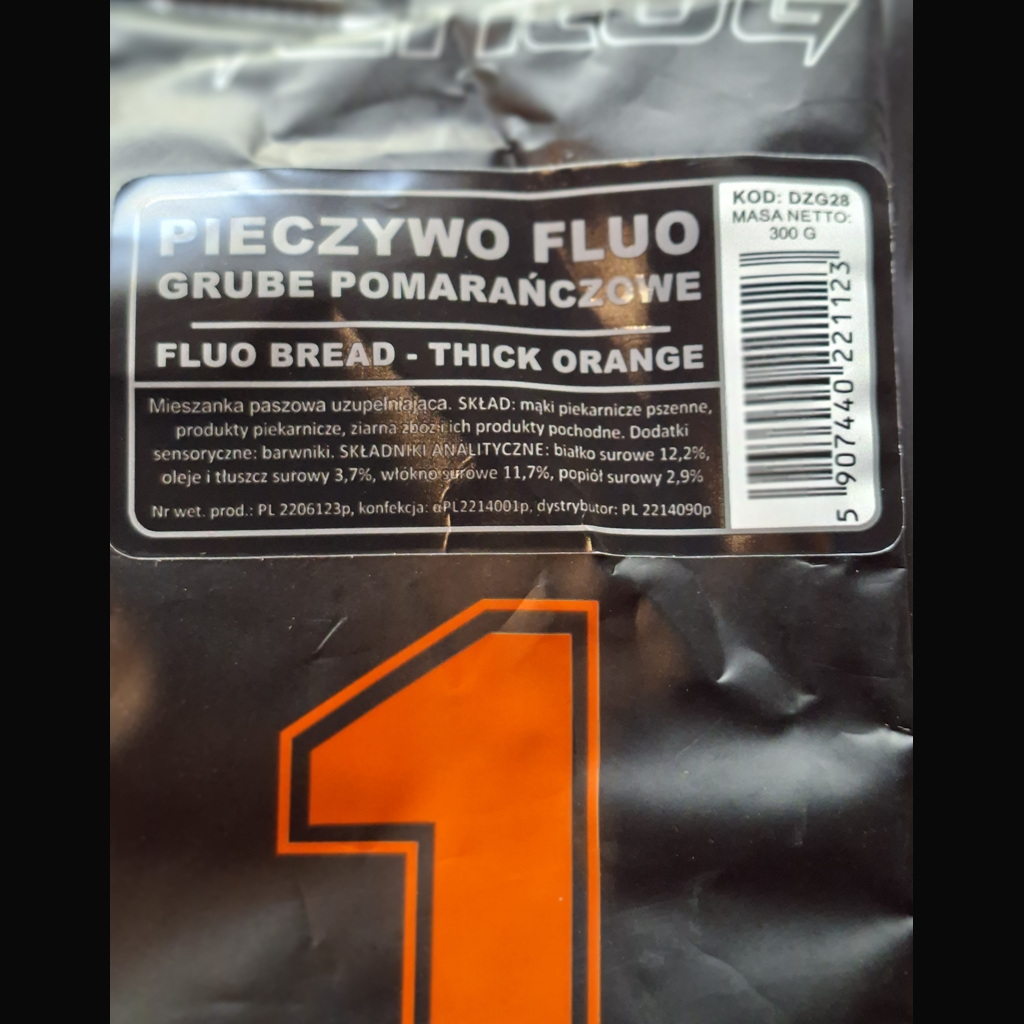 PIECZYWO FLUO
GRUBE POMARAŃCZOWE
FLUO BREAD - THICK ORANGE
Mieszanka paszowa uzupełniająca. SKŁAD: mąki piekarnicze pszenne,
produkty piekarnicze, ziarna zbóż i ich produkty pochodne. Dodatki
sensoryczne: barwniki. SKŁADNIKI ANALITYCZNE: białko surowe 12,2%,
oleje i tłuszcz surowy 3,7%, włókno surowe 11,7%, popiół surowy 2,9%
Nr wet. prod.: PL 2206123p, konfekcja: αPL2214001p, dystrybutor: PL 2214090p
KOD: DZG28
MASA NETTO:
300 G
5 907440 221123
1